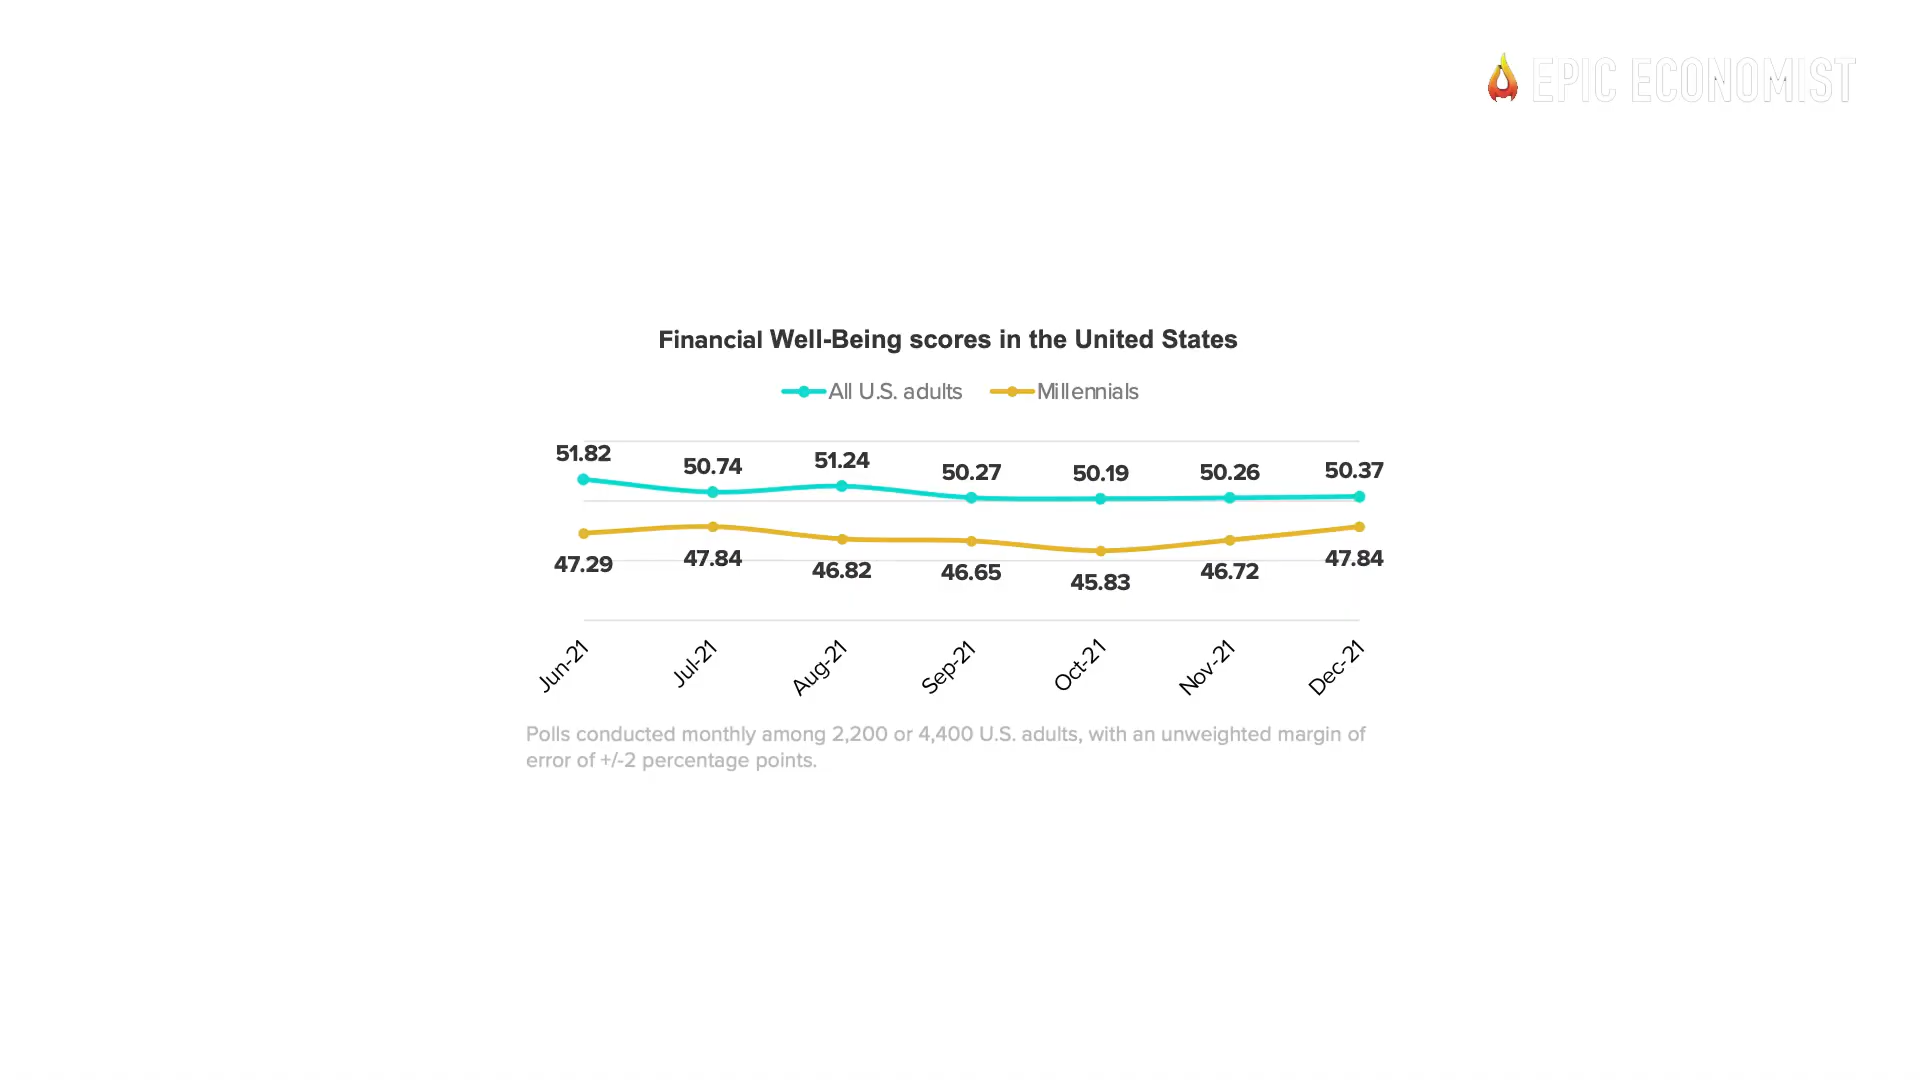 EPIC ECONOMIST
Financial Well-Being scores in the United States
All U.S. adults Millennials
51.82 50.74 51.24 50.27 50.19 50.26 50.37
47.29 47.84 46.82 46.65 45.83 46.72 47.84
Jun-21 Jul-21 Aug-21 Sep-21 Oct-21 Nov-21 Dec-21
Polls conducted monthly among 2,200 or 4,400 U.S. adults, with an unweighted margin of
error of +/-2 percentage points.